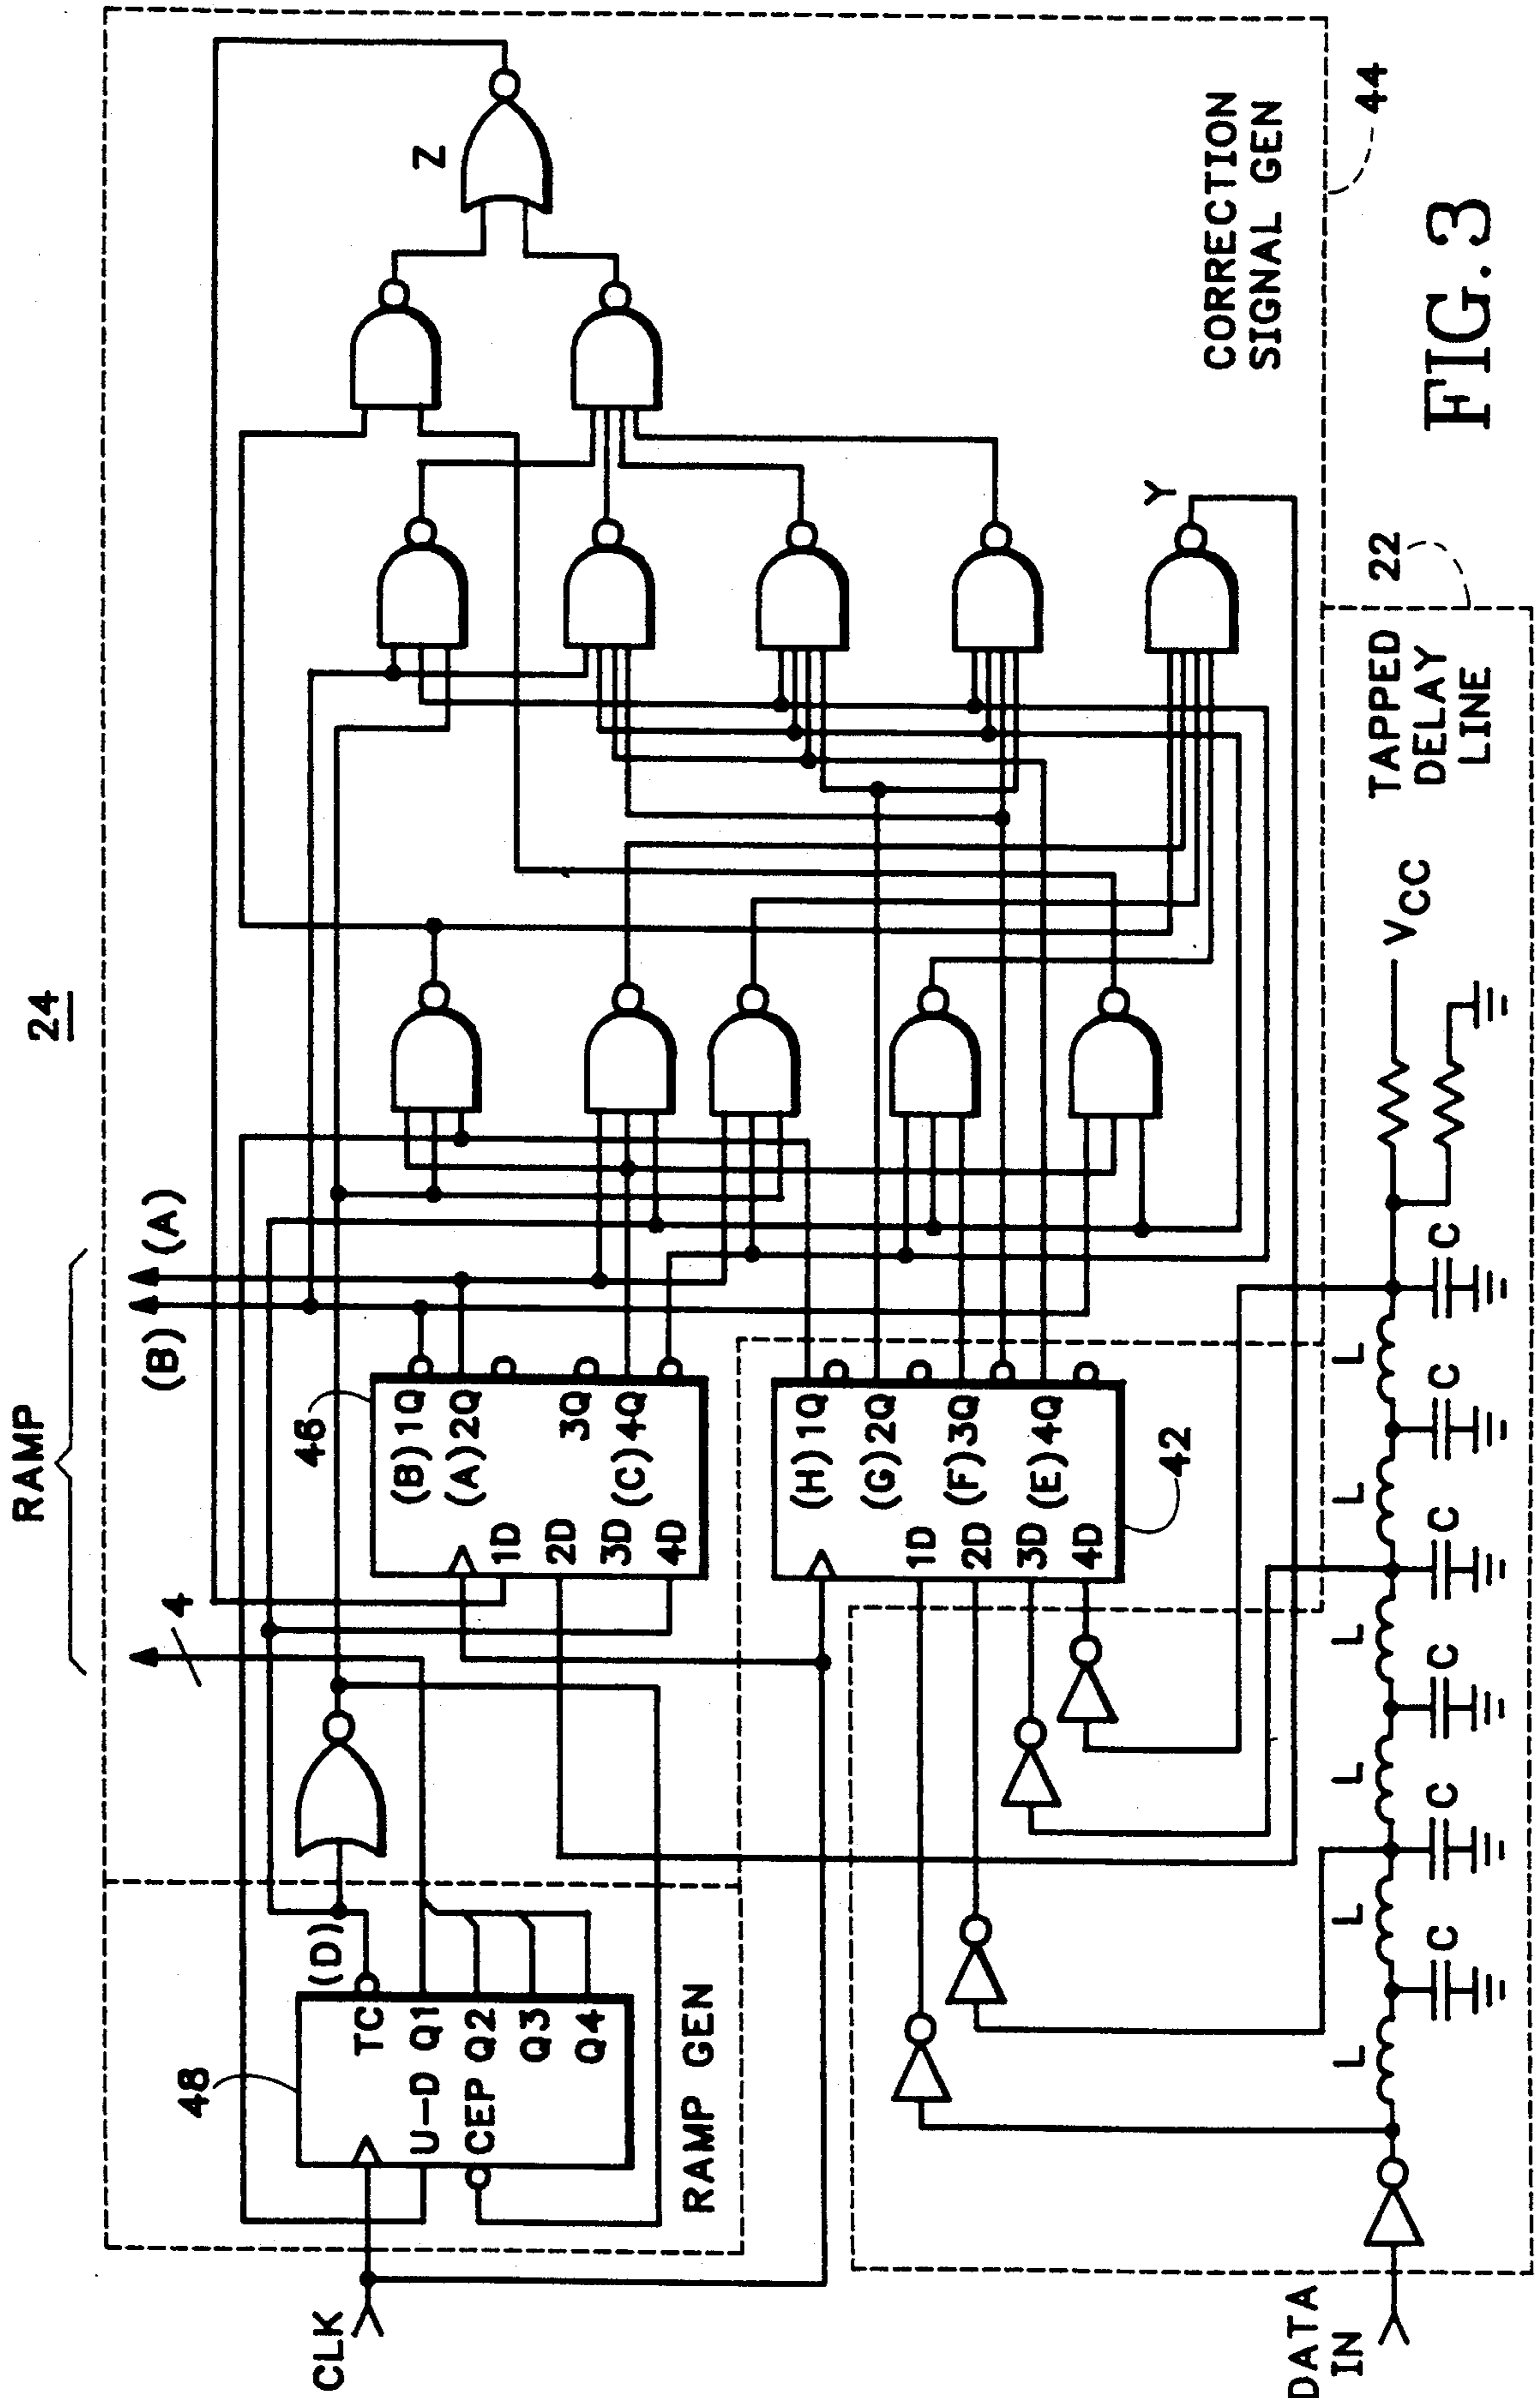 24
RAMP
(B)
(A)
4
CLK
48
(D)
TC
U-D Q1
CEP Q2
Q3
Q4
RAMP GEN
46
(B) 1Q
(A) 2Q
3Q
(C) 4Q
1D
2D
3D
4D
(H) 1Q
(G) 2Q
(F) 3Q
(E) 4Q
1D
2D
3D
4D
42
Z
Y
CORRECTION
SIGNAL GEN
44
TAPPED
DELAY
LINE
22
DATA
IN
L
L
L
L
L
L
C
C
C
C
C
C
VCC
FIG. 3